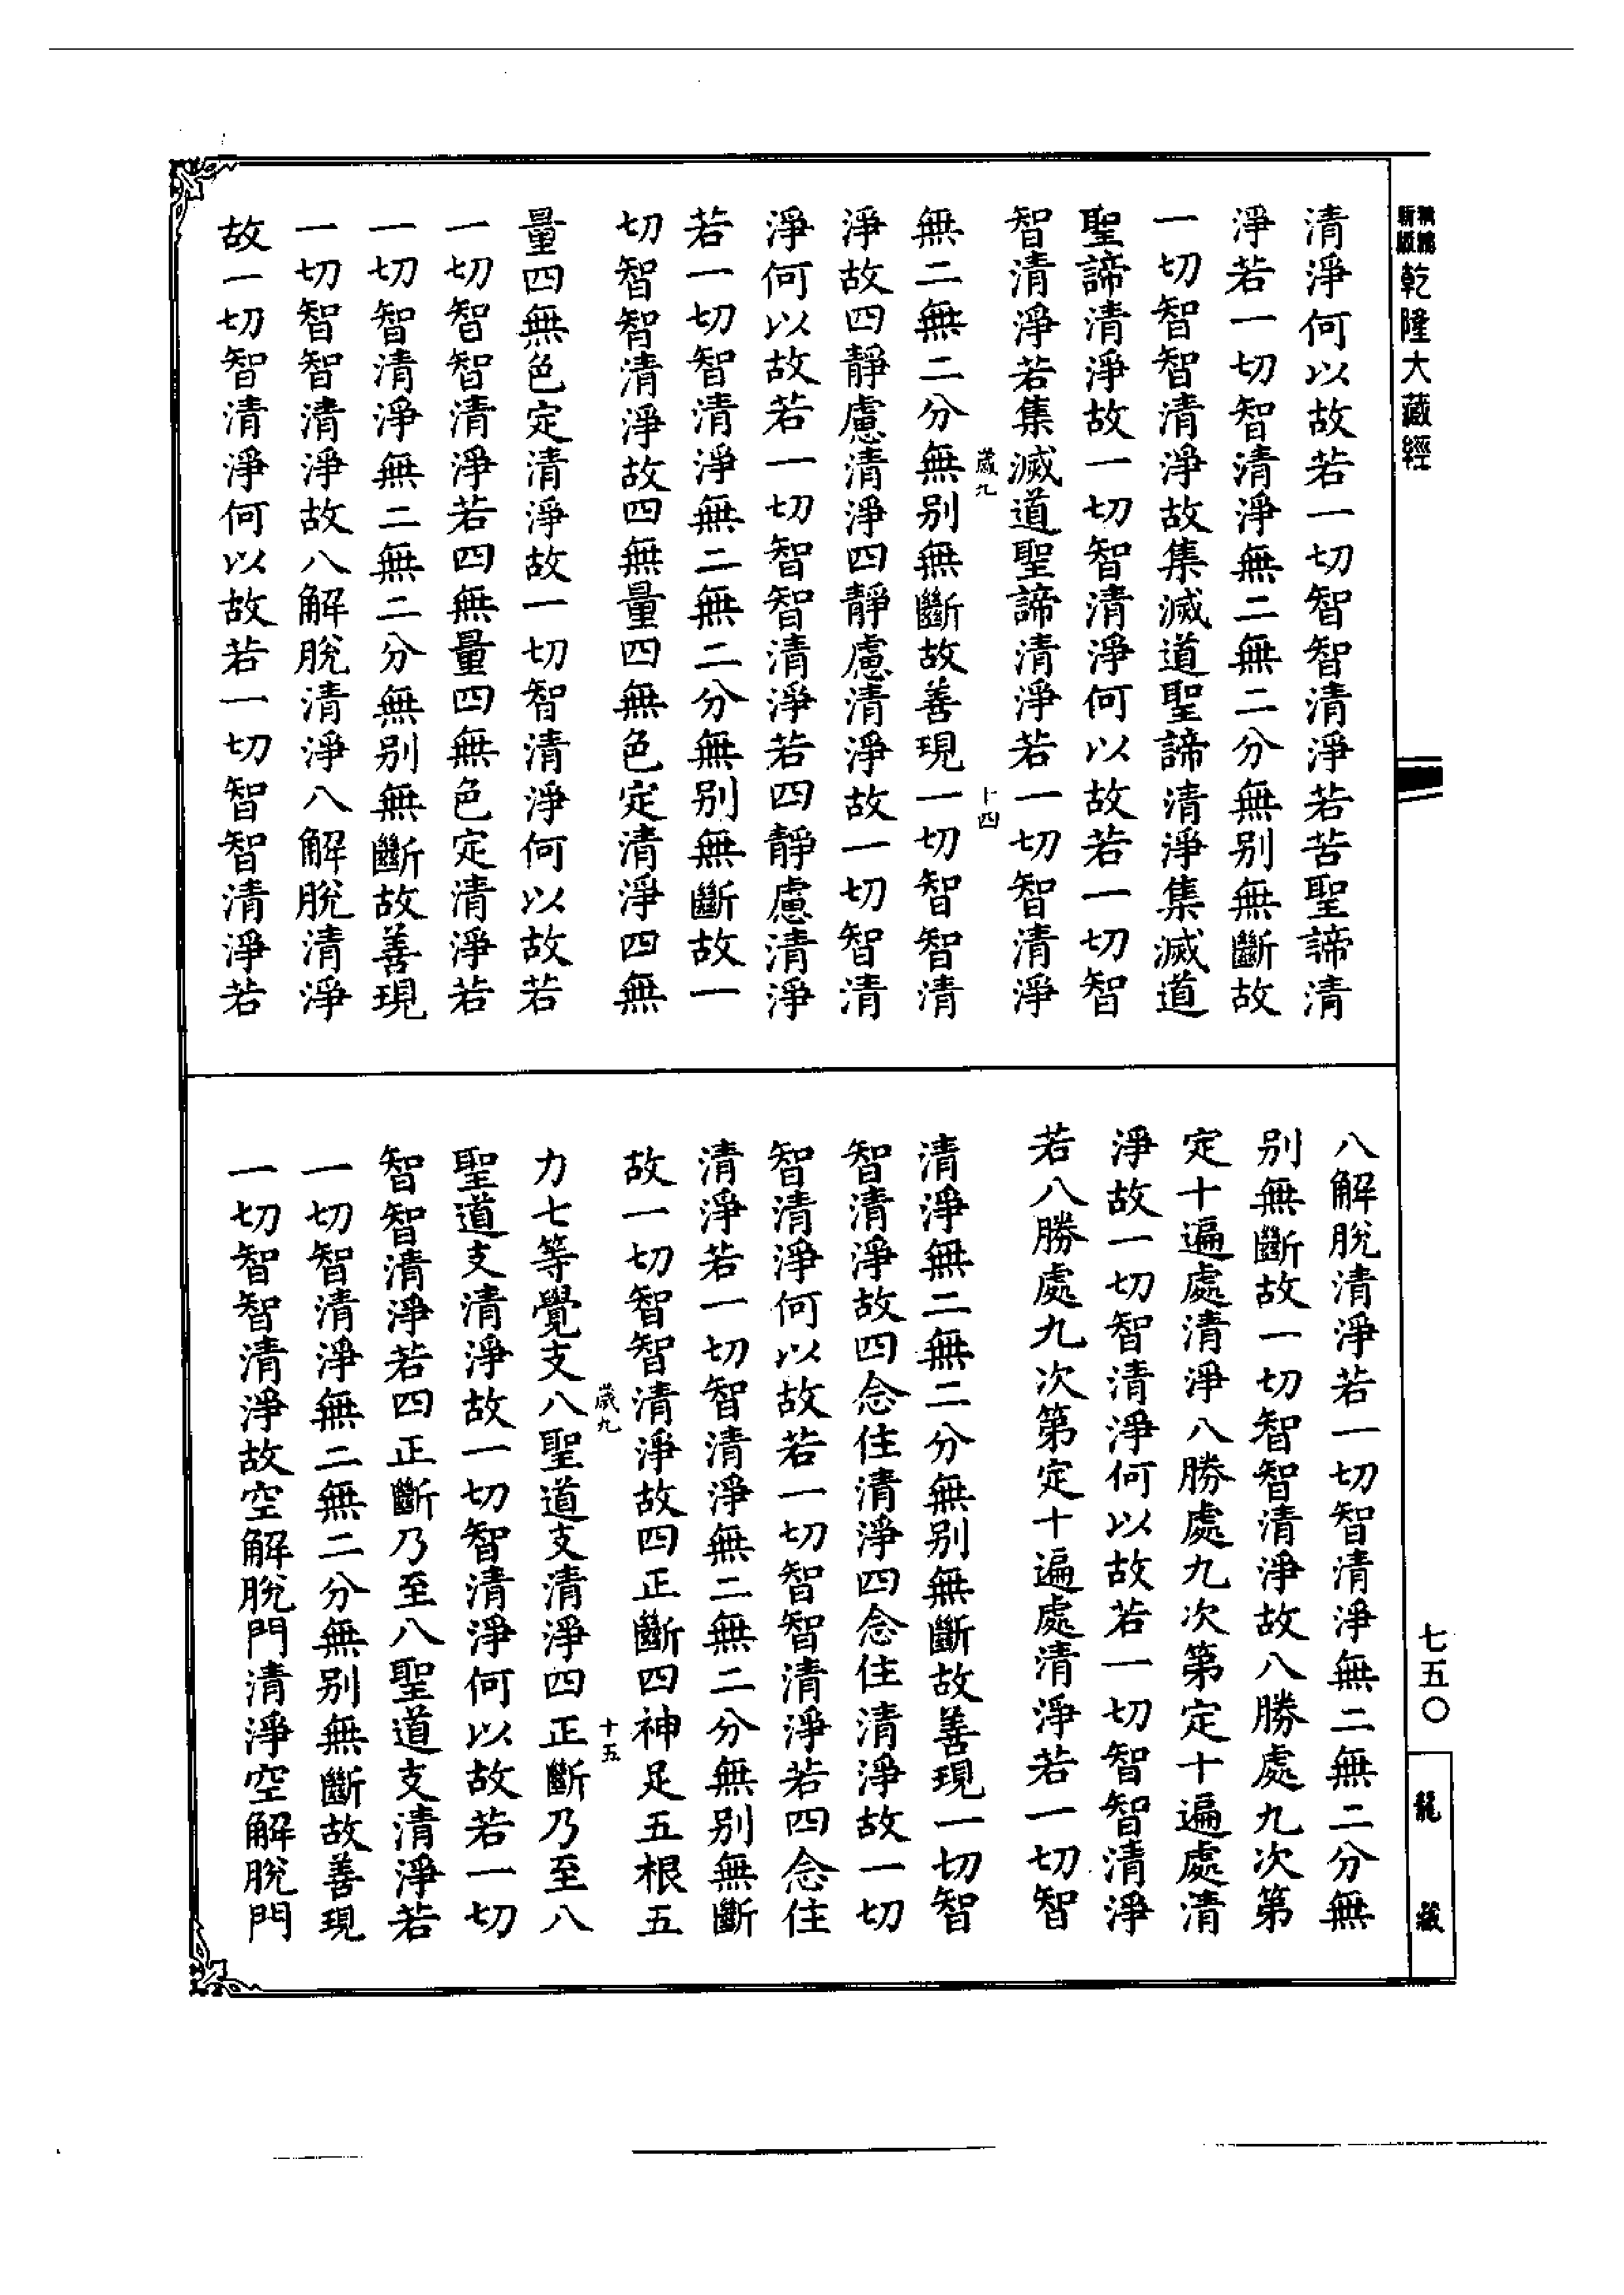 乾隆大藏經
清淨何以故若一切智智清淨若苦聖諦清
淨若一切智清淨無二無二分無別無斷故
一切智智清淨故集滅道聖諦清淨集滅道
聖諦清淨故一切智清淨何以故若一切智
智清淨若集滅道聖諦清淨若一切智清淨
歲九 十四
無二無二分無別無斷故善現一切智智清
淨故四靜慮清淨四靜慮清淨故一切智清
淨何以故若一切智智清淨若四靜慮清淨
若一切智清淨無二無二分無別無斷故一
切智智清淨故四無量四無色定清淨四無
量四無色定清淨故一切智清淨何以故若
一切智智清淨若四無量四無色定清淨若
一切智清淨無二無二分無別無斷故善現
一切智智清淨故八解脫清淨八解脫清淨
故一切智清淨何以故若一切智智清淨若
七五〇
龍藏
八解脫清淨若一切智清淨無二無二分無
別無斷故一切智智清淨故八勝處九次第
定十遍處清淨八勝處九次第定十遍處清
淨故一切智清淨何以故若一切智智清淨
若八勝處九次第定十遍處清淨若一切智
清淨無二無二分無別無斷故善現一切智
智清淨故四念住清淨四念住清淨故一切
智清淨何以故若一切智智清淨若四念住
清淨若一切智清淨無二無二分無別無斷
故一切智智清淨故四正斷四神足五根五
歲九 十五
力七等覺支八聖道支清淨四正斷乃至八
聖道支清淨故一切智清淨何以故若一切
智智清淨若四正斷乃至八聖道支清淨若
一切智清淨無二無二分無別無斷故善現
一切智智清淨故空解脫門清淨空解脫門